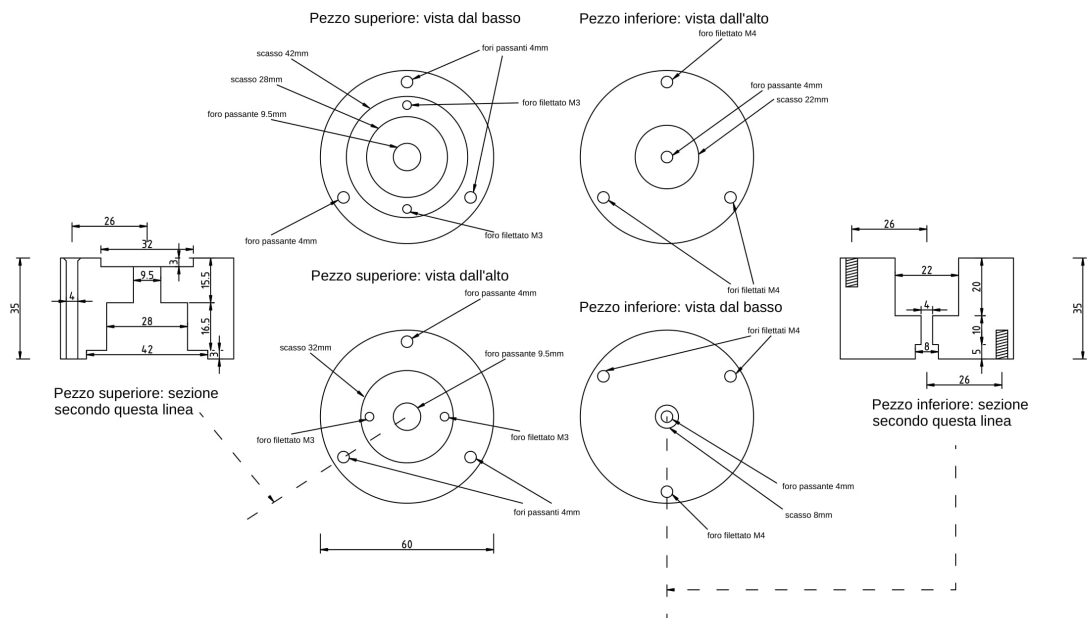 Pezzo superiore: vista dal basso
scasso 42mm
fori passanti 4mm
scasso 28mm
foro filettato M3
foro passante 9.5mm
foro passante 4mm
foro filettato M3
Pezzo inferiore: vista dall'alto
foro filettato M4
foro passante 4mm
scasso 22mm
fori filettati M4
26
32
3
9.5
15.5
4
35
28
16.5
42
3
Pezzo superiore: sezione
secondo questa linea
Pezzo superiore: vista dall'alto
foro passante 4mm
scasso 32mm
foro passante 9.5mm
foro filettato M3
foro filettato M3
fori passanti 4mm
60
Pezzo inferiore: vista dal basso
fori filettati M4
foro passante 4mm
scasso 8mm
foro filettato M4
26
22
20
4
10
8
5
35
26
Pezzo inferiore: sezione
secondo questa linea